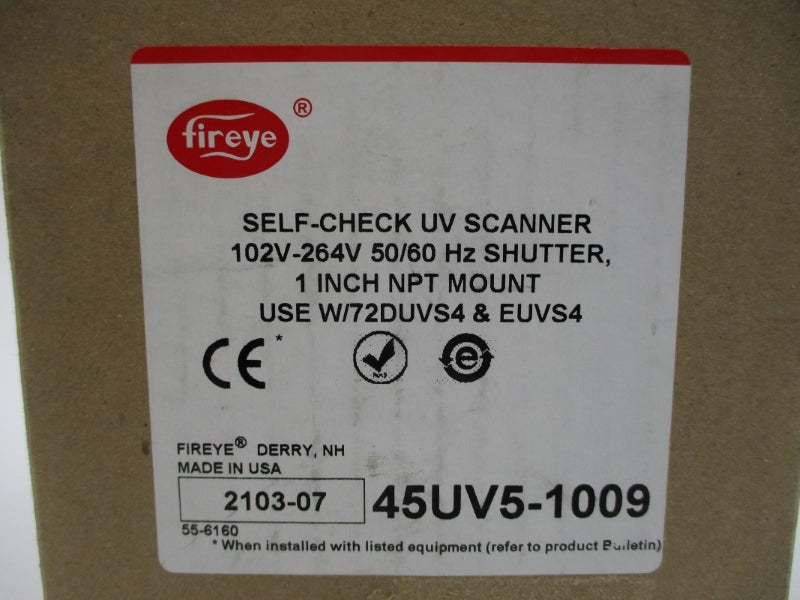 fireye ®
SELF-CHECK UV SCANNER
102V-264V 50/60 Hz SHUTTER,
1 INCH NPT MOUNT
USE W/72DUVS4 & EUVS4
CE *
e
FIREYE® DERRY, NH
MADE IN USA
2103-07 45UV5-1009
55-6160
* When installed with listed equipment (refer to product Bulletin)